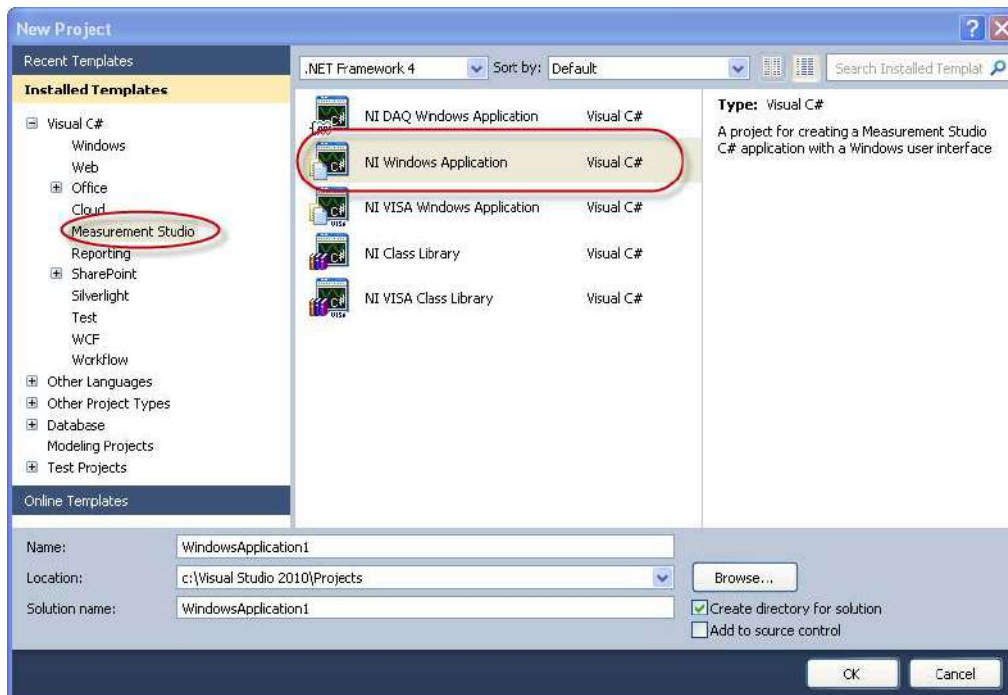 New Project
Recent Templates
.NET Framework 4
Sort by:
Default
Search Installed Templat
Installed Templates
Visual C#
Windows
Web
Office
Cloud
Measurement Studio
Reporting
SharePoint
Silverlight
Test
WCF
Workflow
Other Languages
Other Project Types
Database
Modeling Projects
Test Projects
Online Templates
NI DAQ Windows Application Visual C#
NI Windows Application Visual C#
NI VISA Windows Application Visual C#
NI Class Library Visual C#
NI VISA Class Library Visual C#
Type: Visual C#
A project for creating a Measurement Studio
C# application with a Windows user interface
Name: WindowsApplication1
Location: c:\Visual Studio 2010\Projects
Browse...
Solution name: WindowsApplication1
Create directory for solution
Add to source control
OK
Cancel